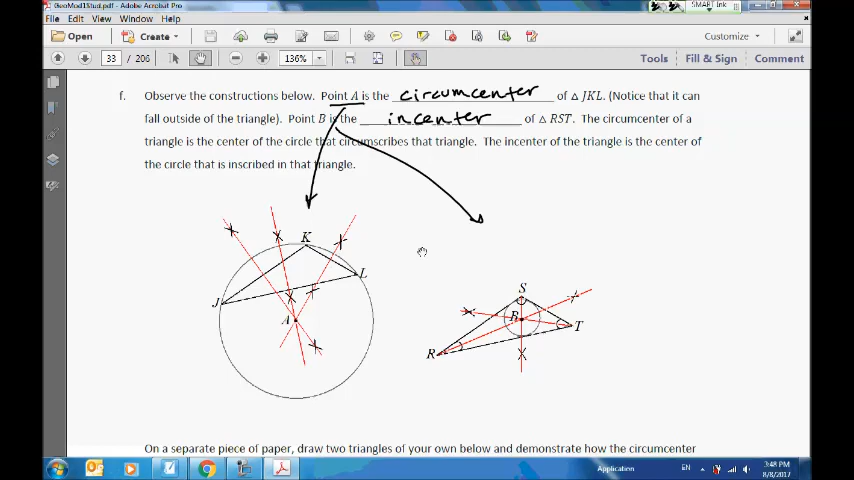 GeoMod1Stud.pdf - Adobe Acrobat Pro
SMART Ink
File Edit View Window Help
Open Create Customize
33 / 206 136% Tools Fill & Sign Comment
f. Observe the constructions below. Point A is the circumcenter of △ JKL. (Notice that it can
fall outside of the triangle). Point B is the incenter of △ RST. The circumcenter of a
triangle is the center of the circle that circumscribes that triangle. The incenter of the triangle is the center of
the circle that is inscribed in that triangle.
K
L
J
A
S
B
T
R
On a separate piece of paper, draw two triangles of your own below and demonstrate how the circumcenter
Application EN 3:48 PM
8/8/2017